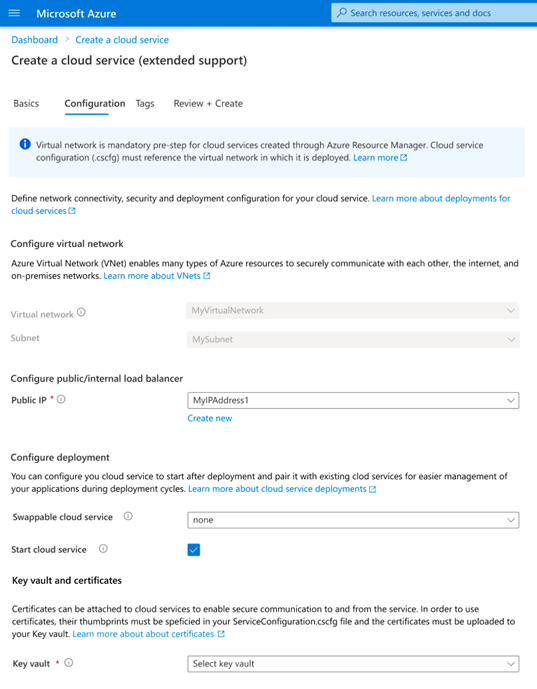 Microsoft Azure
Search resources, services and docs
Dashboard > Create a cloud service
Create a cloud service (extended support)
Basics Configuration Tags Review + Create
Virtual network is mandatory pre-step for cloud services created through Azure Resource Manager. Cloud service
configuration (.cscfg) must reference the virtual network in which it is deployed. Learn more
Define network connectivity, security and deployment configuration for your cloud service. Learn more about deployments for
cloud services
Configure virtual network
Azure Virtual Network (VNet) enables many types of Azure resources to securely communicate with each other, the internet, and
on-premises networks. Learn more about VNets
Virtual network MyVirtualNetwork
Subnet MySubnet
Configure public/internal load balancer
Public IP * MyIPAddress1
Create new
Configure deployment
You can configure you cloud service to start after deployment and pair it with existing clod services for easier management of
your applications during deployment cycles. Learn more about cloud service deployments
Swappable cloud service none
Start cloud service
Key vault and certificates
Certificates can be attached to cloud services to enable secure communication to and from the service. In order to use
certificates, their thumbprints must be speficied in your ServiceConfiguration.cscfg file and the certificates must be uploaded to
your Key vault. Learn more about about certificates
Key vault * Select key vault